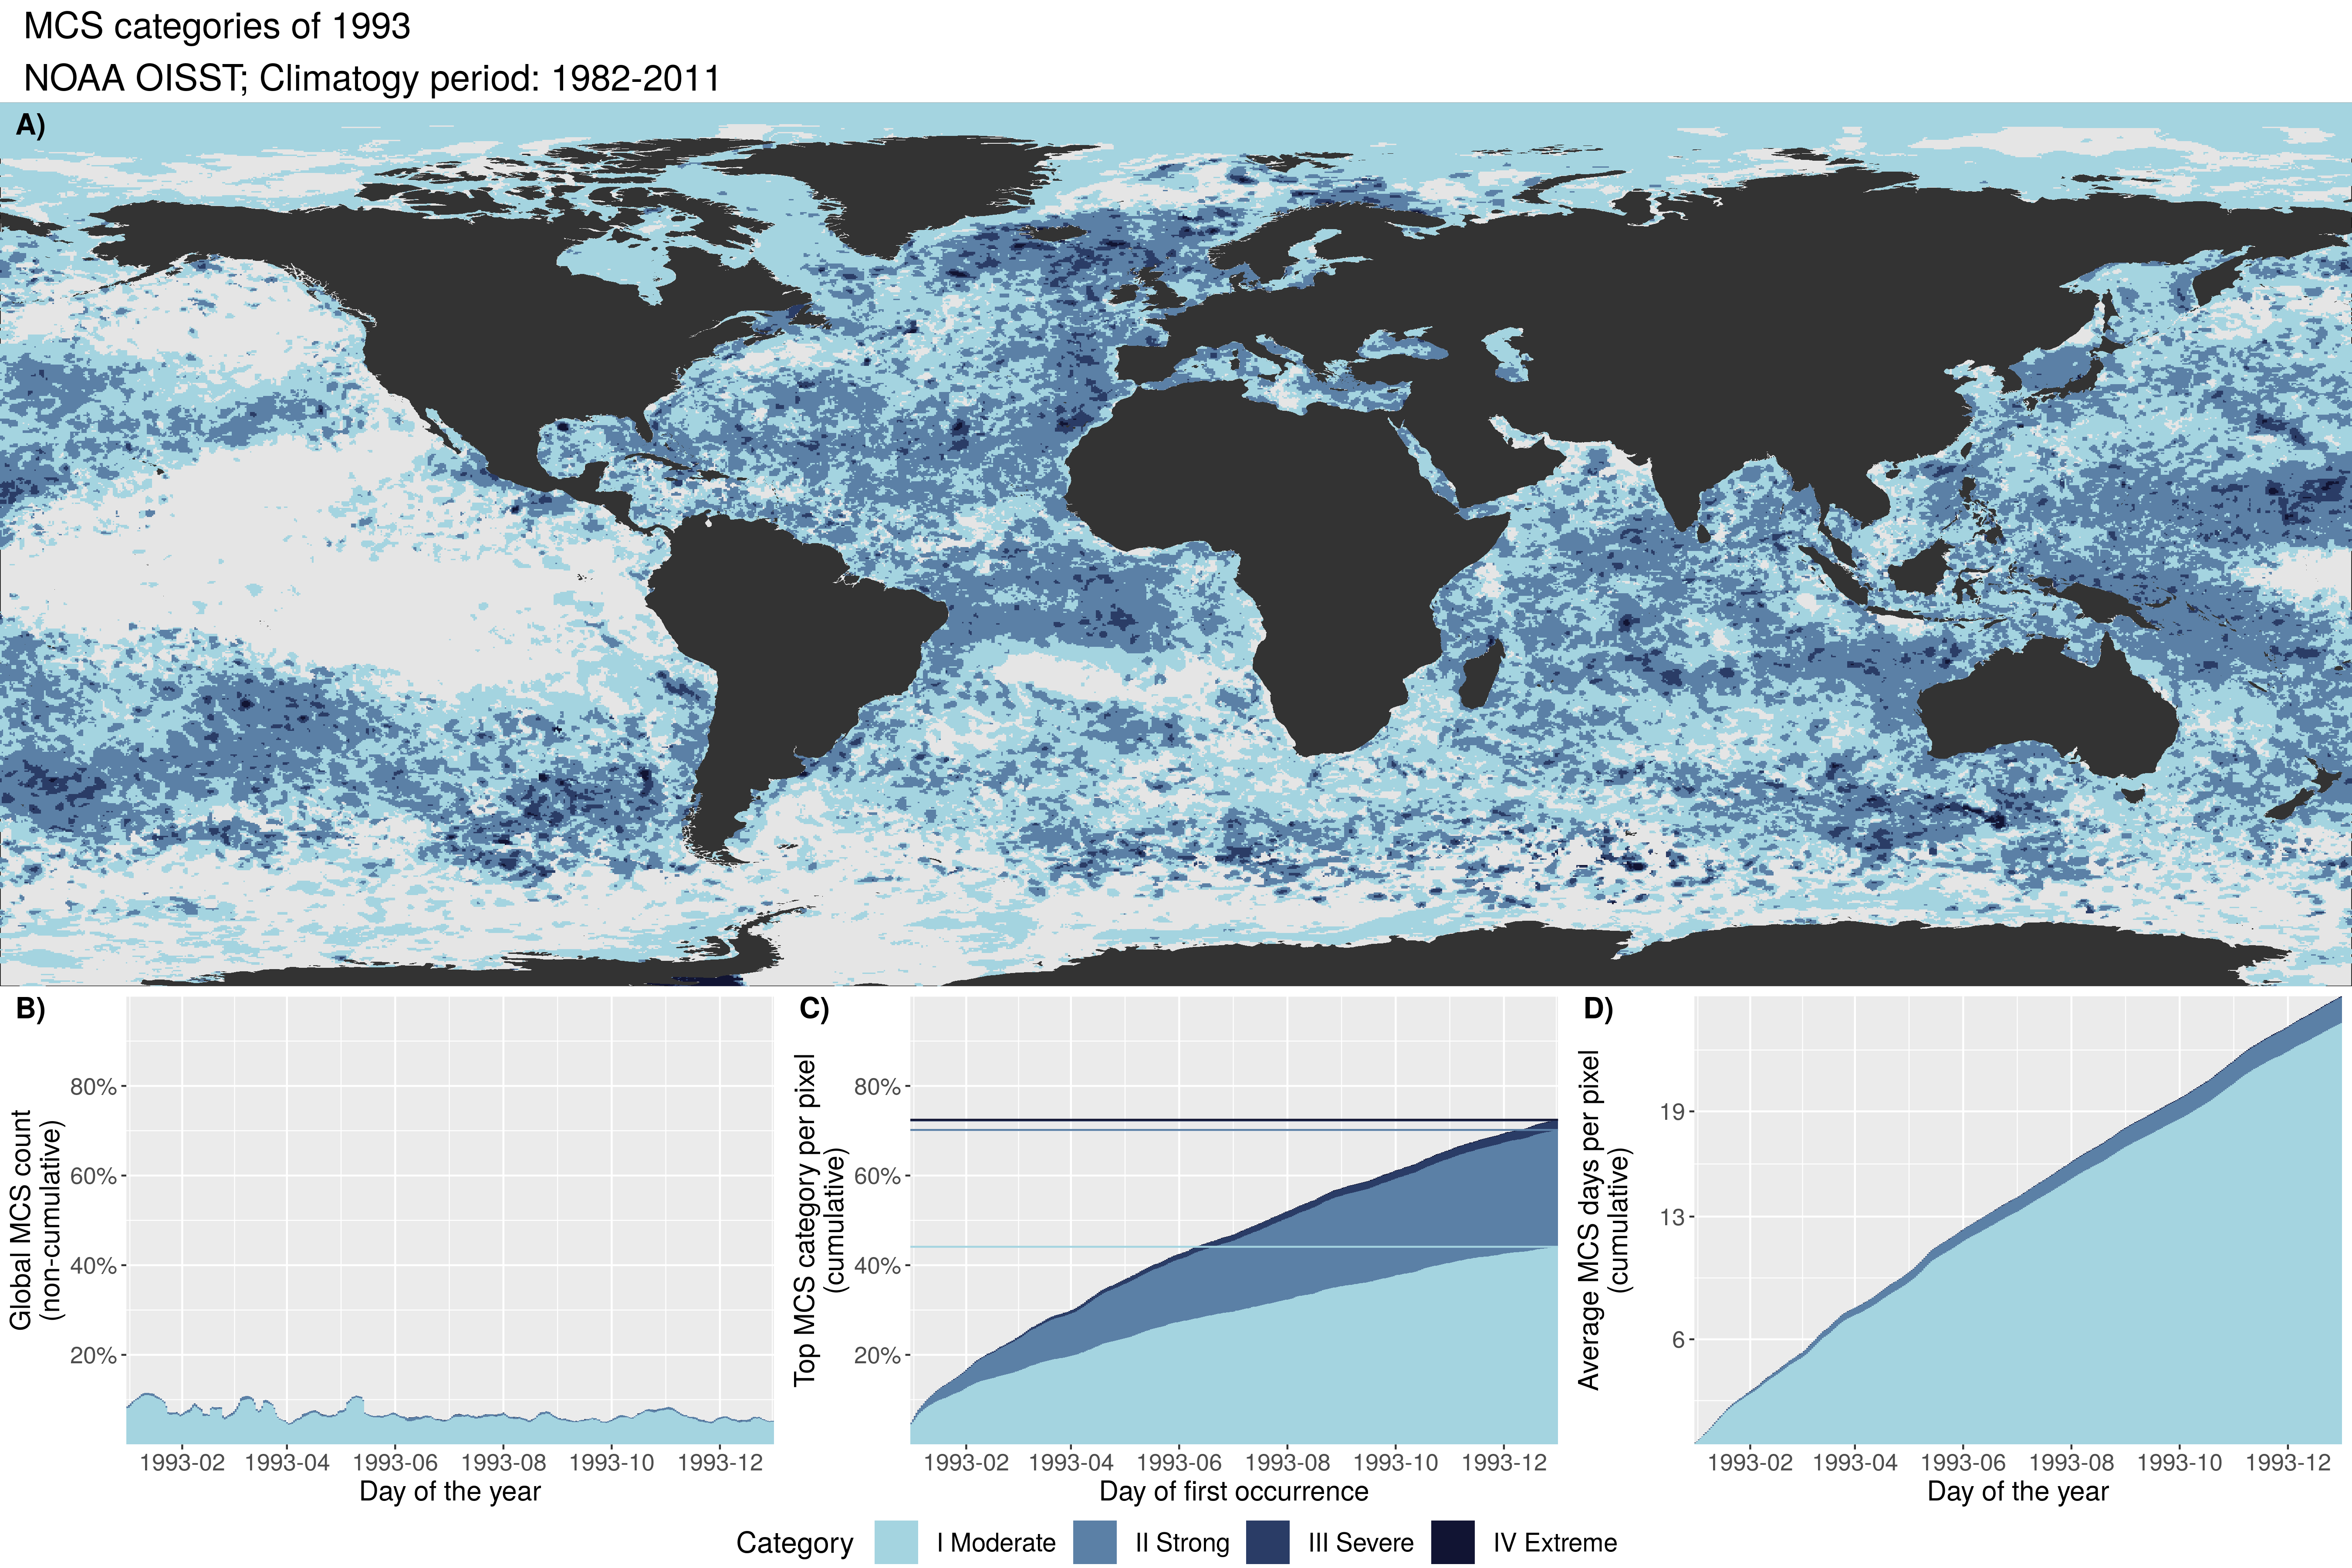 MCS categories of 1993
NOAA OISST; Climatogy period: 1982-2011
A)
B)
Global MCS count
(non-cumulative)
80%
60%
40%
20%
1993-02 1993-04 1993-06 1993-08 1993-10 1993-12
Day of the year
C)
Top MCS category per pixel
(cumulative)
80%
60%
40%
20%
1993-02 1993-04 1993-06 1993-08 1993-10 1993-12
Day of first occurrence
D)
Average MCS days per pixel
(cumulative)
19
13
6
1993-02 1993-04 1993-06 1993-08 1993-10 1993-12
Day of the year
Category I Moderate II Strong III Severe IV Extreme